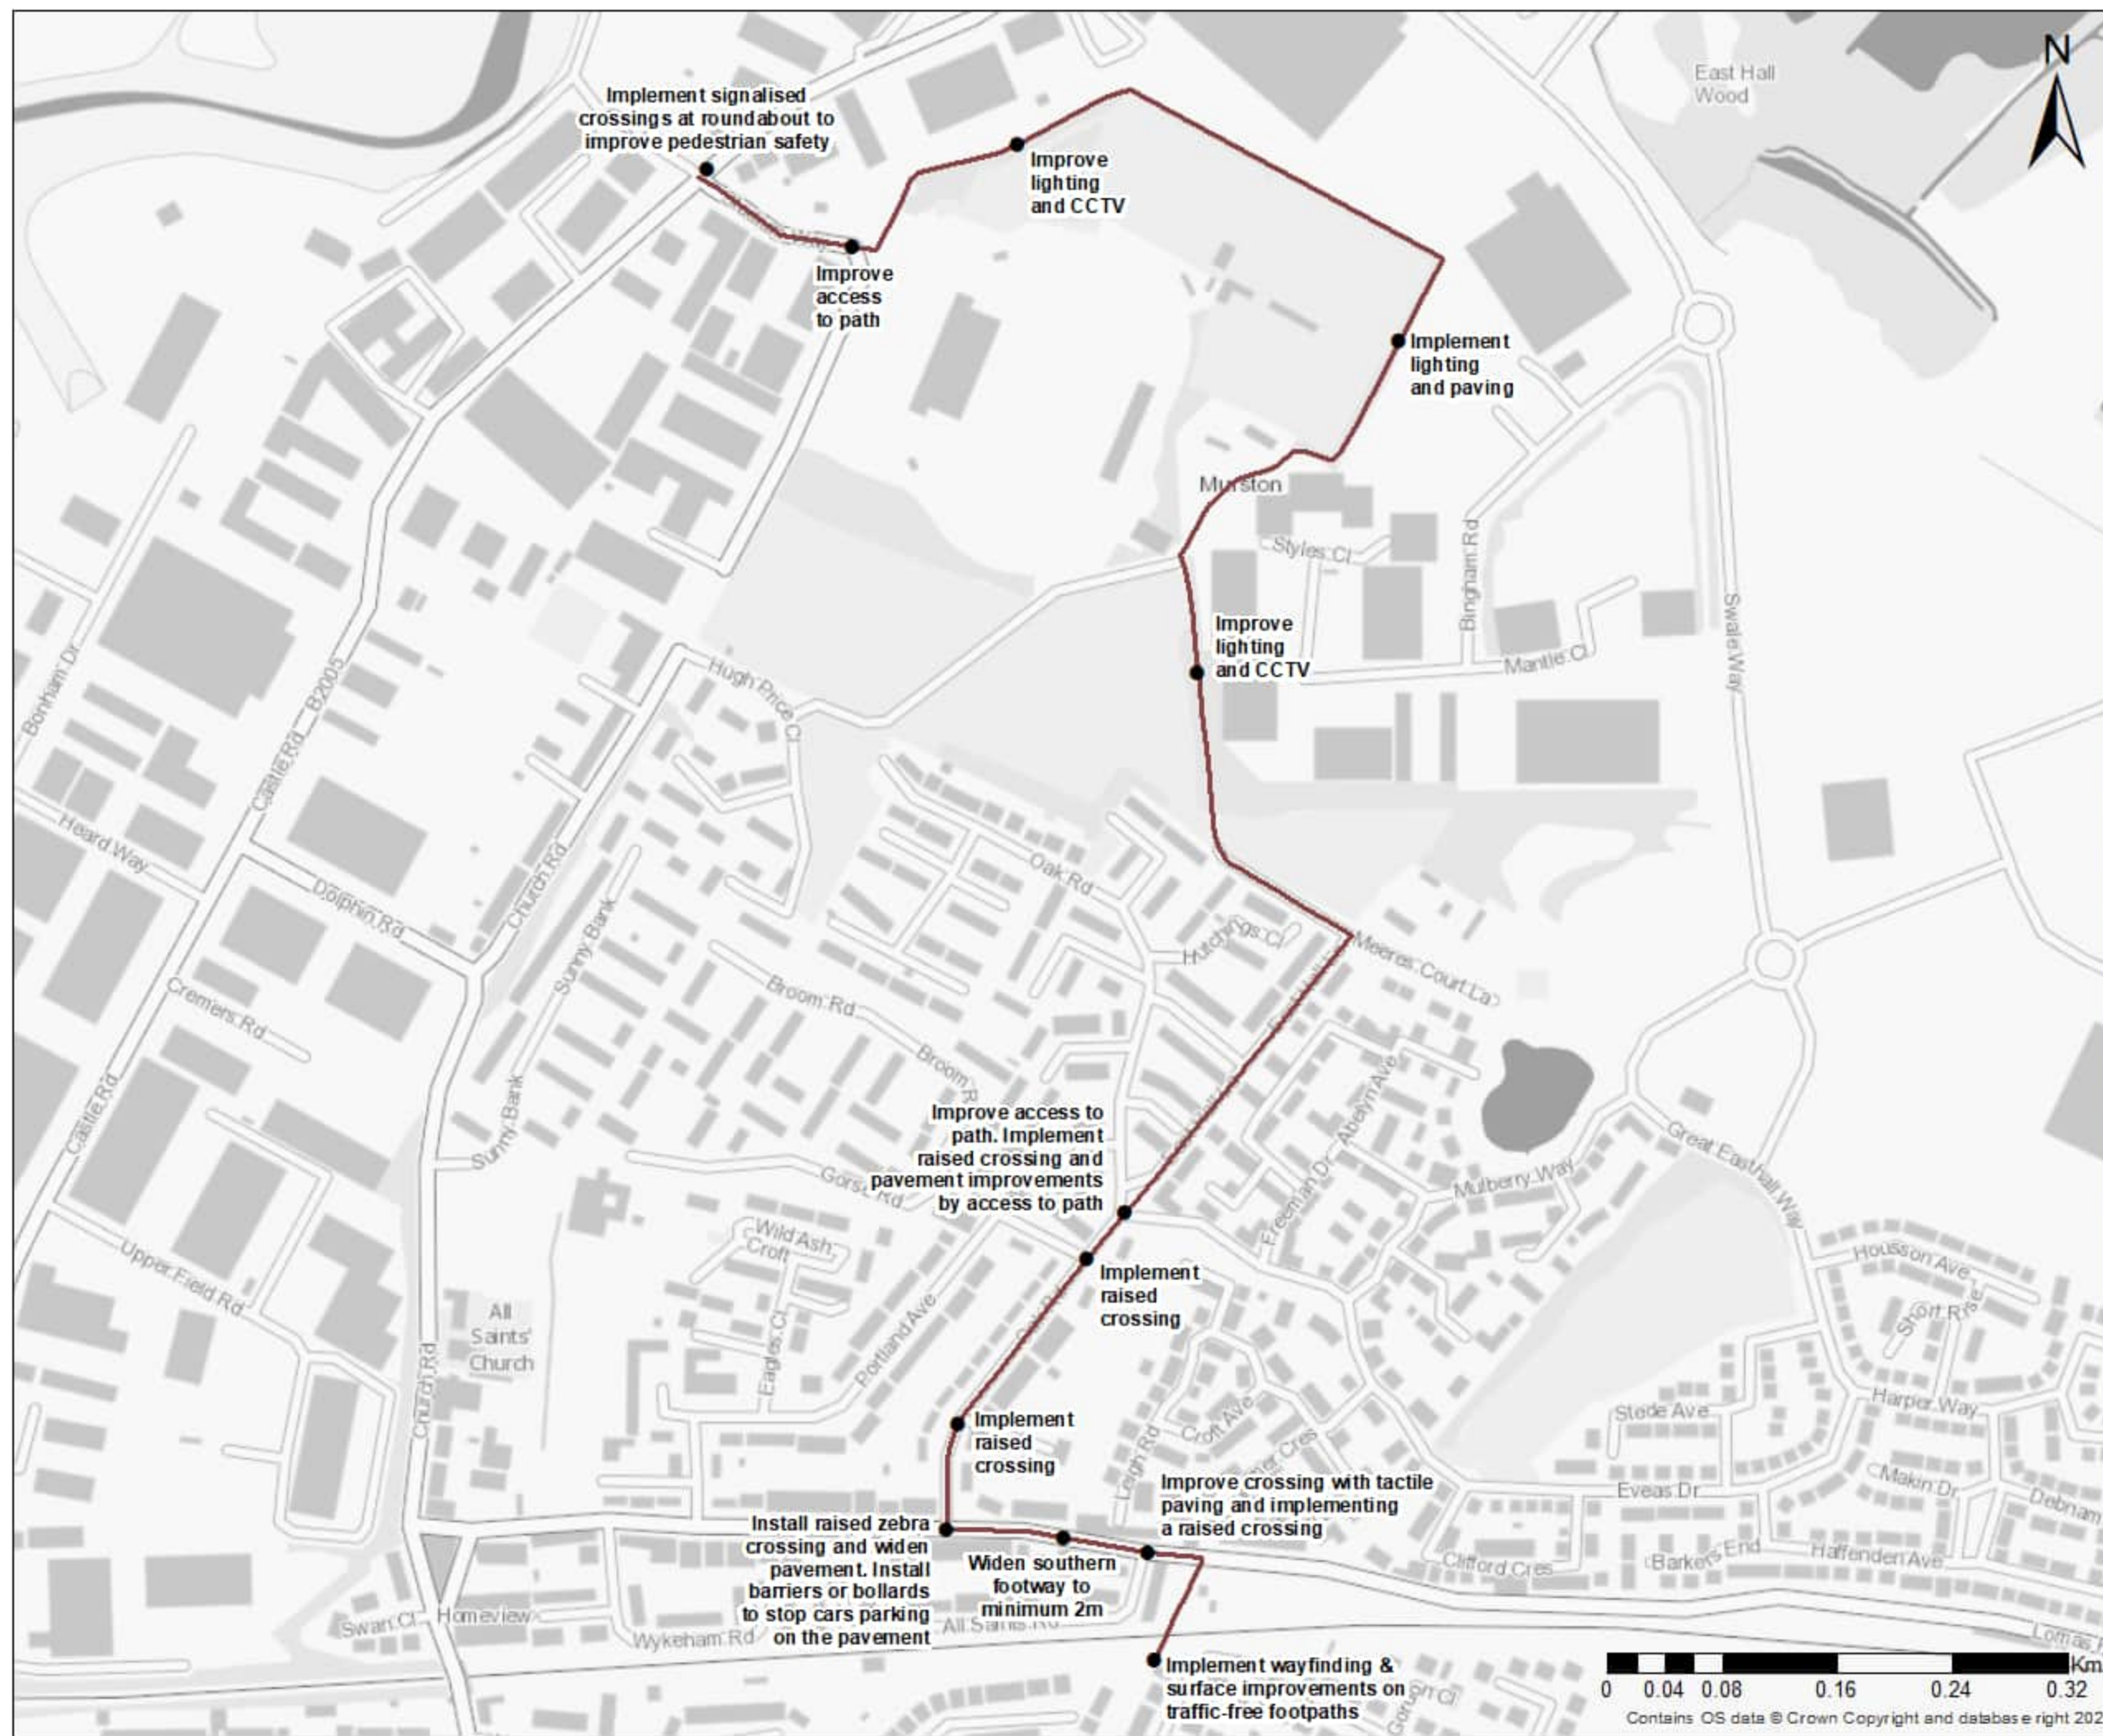 N
East Hall
Wood
Implement signalised
crossings at roundabout to
improve pedestrian safety
Improve
lighting
and CCTV
Improve
access
to path
Implement
lighting
and paving
Murston
Styles Cl
Bingham Rd
Improve
lighting
and CCTV
Mantle Cl
Swale Way
Hugh Price Cl
Bonham Dr
B2005
Castle Rd
Heard Way
Dolphin Rd
Church Rd
Sunny Bank
Oak Rd
Hutchings Cl
Meeres Court La
Broom Rd
Cremers Rd
Castle Rd
Sunny Bank
Broom R
Abelyn Ave
Freeman Dr
Improve access to
path. Implement
raised crossing and
pavement improvements
by access to path
Gorse Rd
Mulberry Way
Great Easthall Way
Wild Ash
Croft
Upper Field Rd
Implement
raised
crossing
Housson Ave
Short Rise
All
Saints'
Church
Eagles Cl
Portland Ave
Oak Rd
Church Rd
Implement
raised
crossing
Leigh Rd
Croft Ave
Stede Ave
Harper Way
Improve crossing with tactile
paving and implementing
a raised crossing
Eveas Dr
Makin Dr
Debnam
Install raised zebra
crossing and widen
pavement. Install
barriers or bollards
to stop cars parking
on the pavement
Widen southern
footway to
minimum 2m
Clifford Cres
Barkers End
Haffenden Ave
Swan Cl
Homeview
Wykeham Rd
All Saints Rd
Implement wayfinding &
surface improvements on
traffic-free footpaths
Km
0 0.04 0.08 0.16 0.24 0.32
Contains OS data © Crown Copyright and database right 202